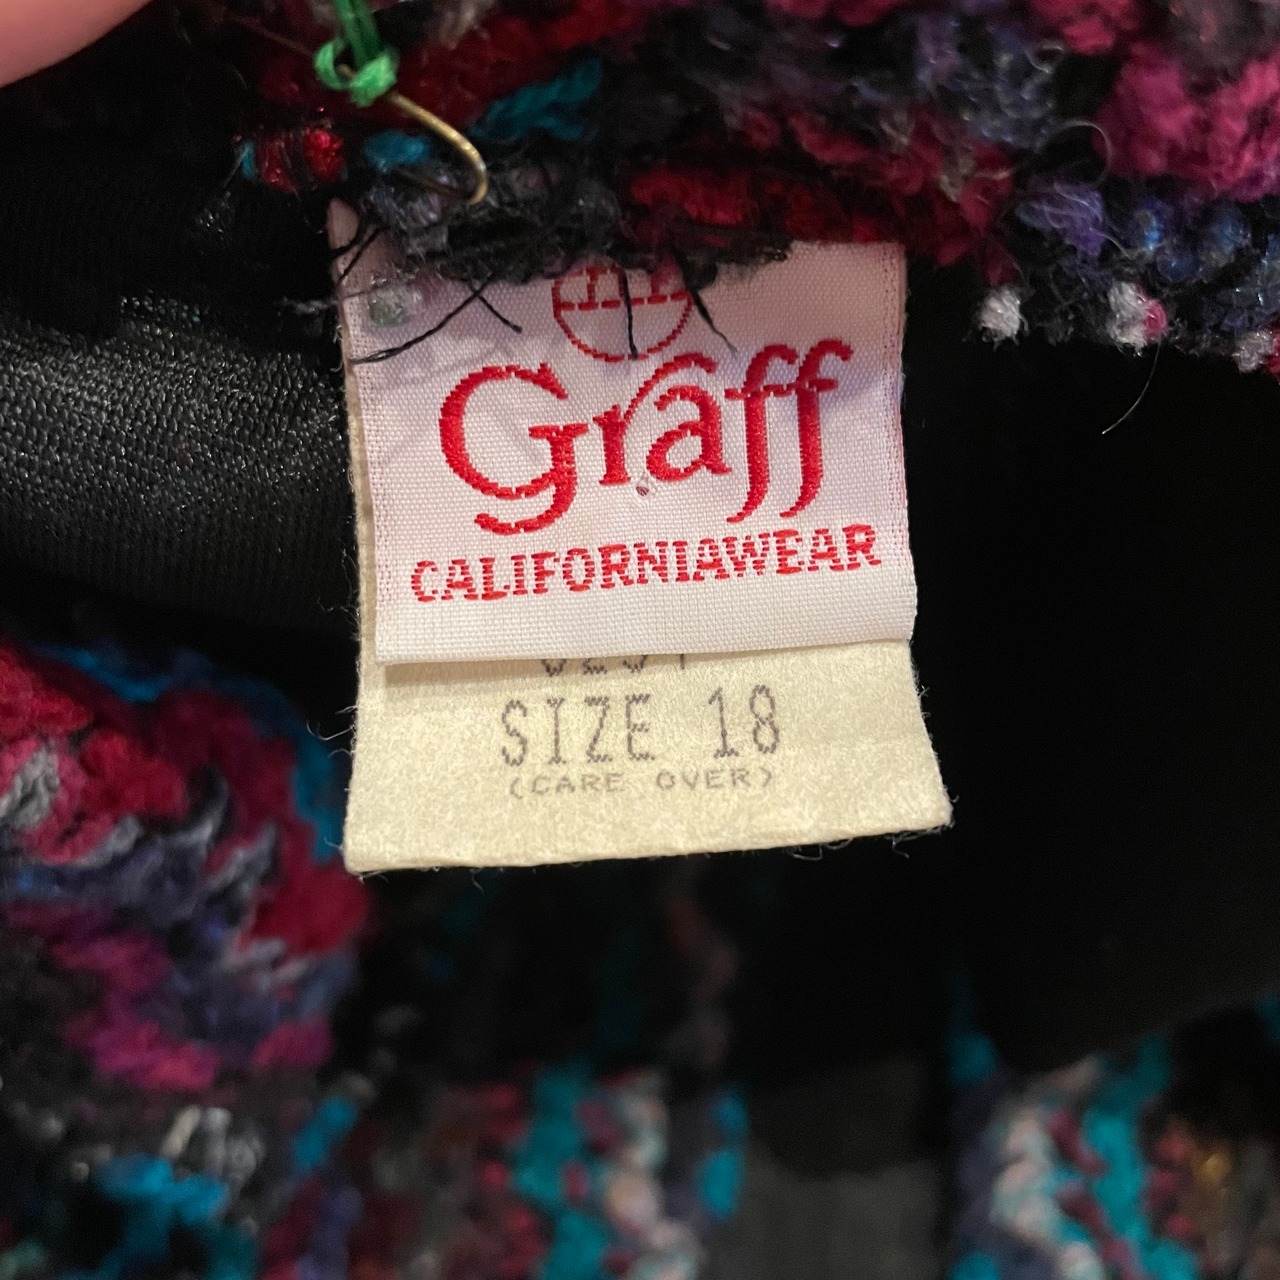 Graff
CALIFORNIAWEAR
SIZE 18
(CARE OVER)